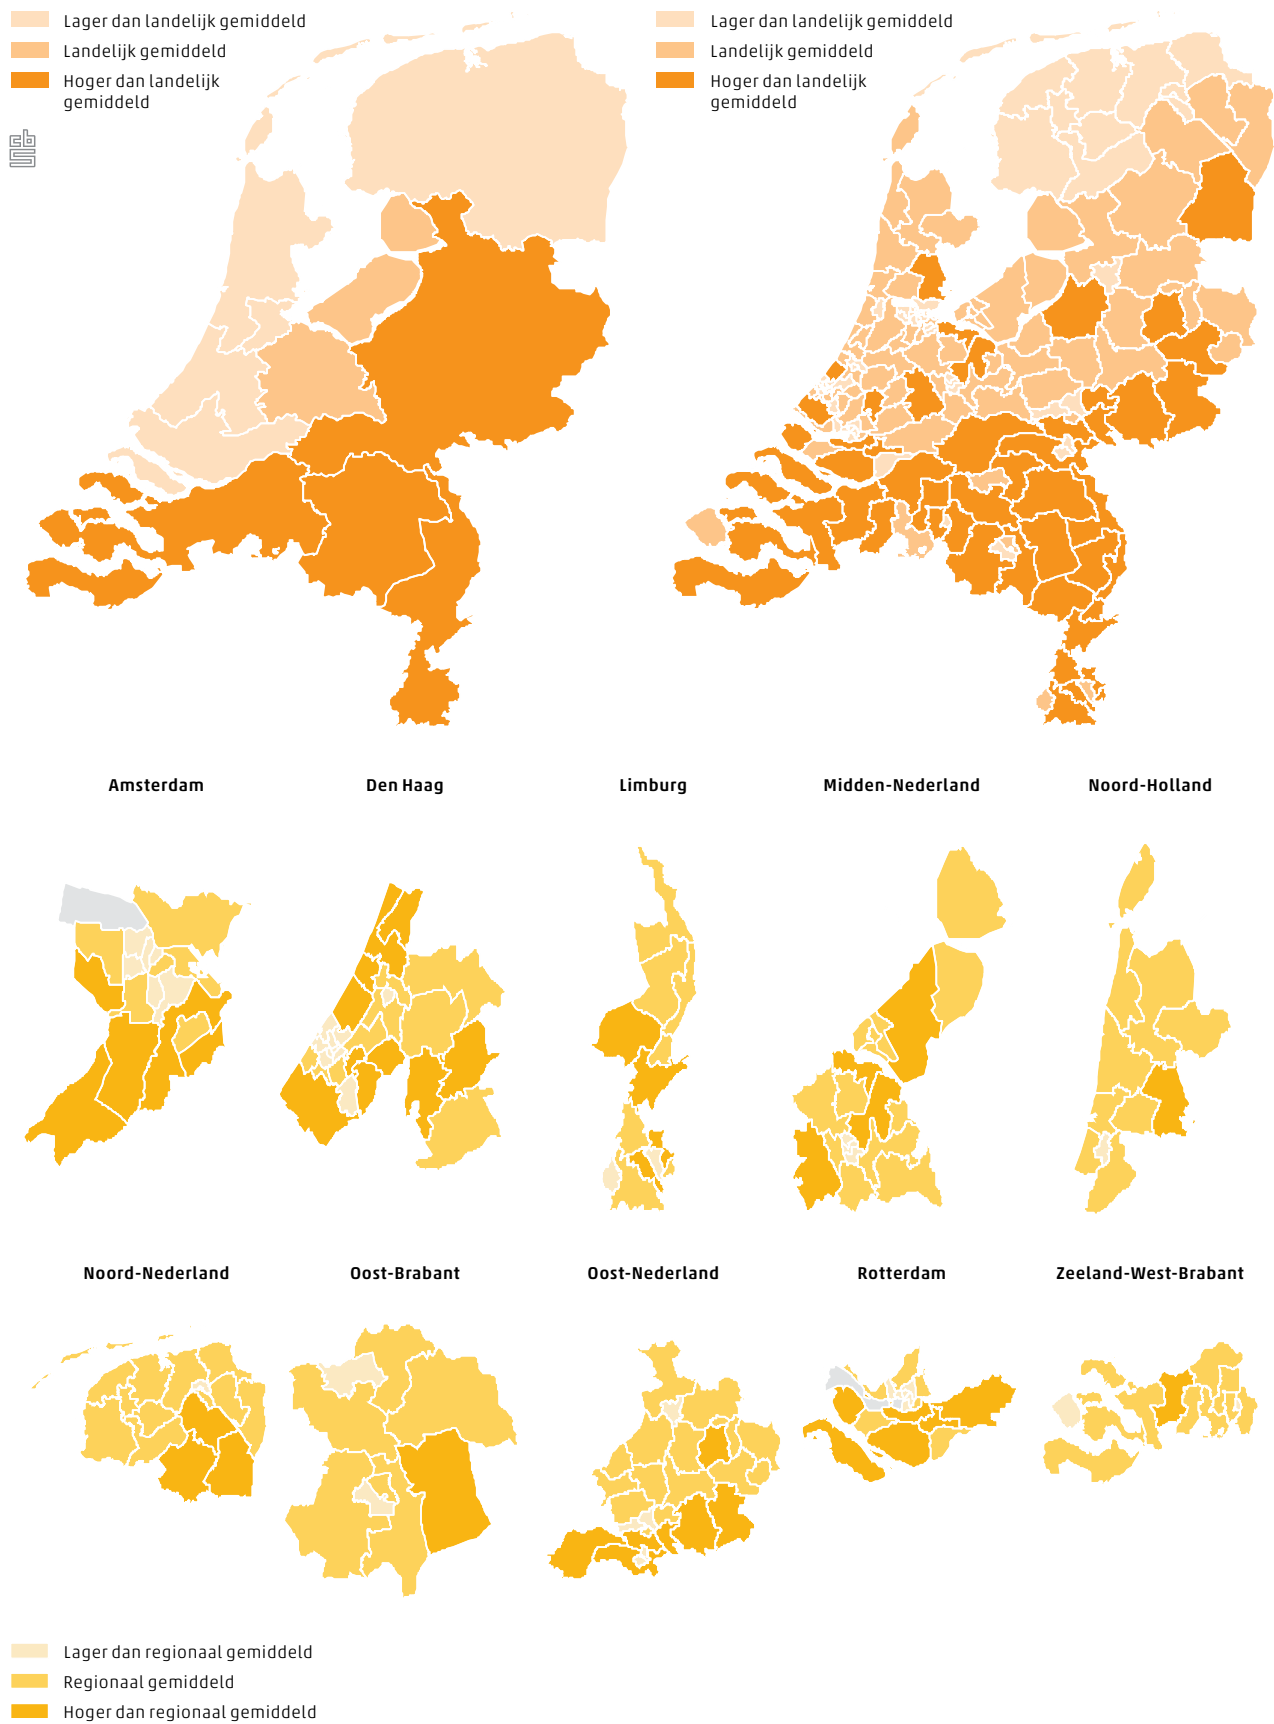 Lager dan landelijk gemiddeld
Landelijk gemiddeld
Hoger dan landelijk
gemiddeld
Lager dan landelijk gemiddeld
Landelijk gemiddeld
Hoger dan landelijk
gemiddeld
cbs
Amsterdam
Den Haag
Limburg
Midden-Nederland
Noord-Holland
Noord-Nederland
Oost-Brabant
Oost-Nederland
Rotterdam
Zeeland-West-Brabant
Lager dan regionaal gemiddeld
Regionaal gemiddeld
Hoger dan regionaal gemiddeld